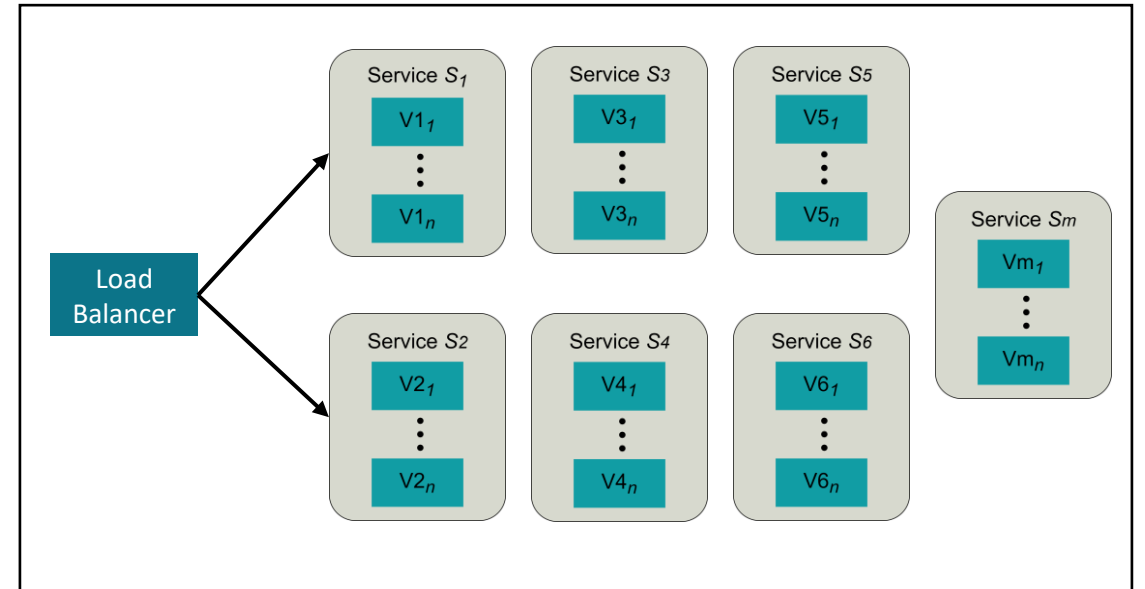 Service S1
V11
V1n
Service S3
V31
V3n
Service S5
V51
V5n
Service Sm
Vm1
Vmn
Load
Balancer
Service S2
V21
V2n
Service S4
V41
V4n
Service S6
V61
V6n